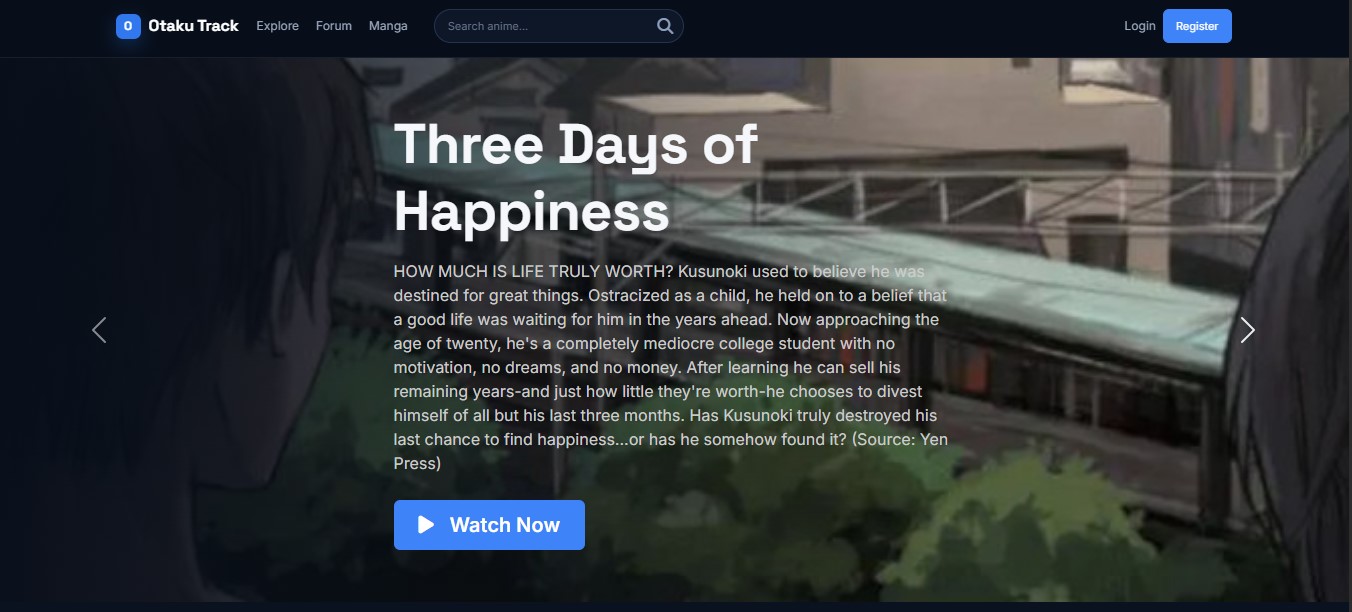 O Otaku Track Explore Forum Manga Search anime... Login Register
Three Days of
Happiness
HOW MUCH IS LIFE TRULY WORTH? Kusunoki used to believe he was
destined for great things. Ostracized as a child, he held on to a belief that
a good life was waiting for him in the years ahead. Now approaching the
age of twenty, he's a completely mediocre college student with no
motivation, no dreams, and no money. After learning he can sell his
remaining years-and just how little they're worth-he chooses to divest
himself of all but his last three months. Has Kusunoki truly destroyed his
last chance to find happiness...or has he somehow found it? (Source: Yen
Press)
Watch Now